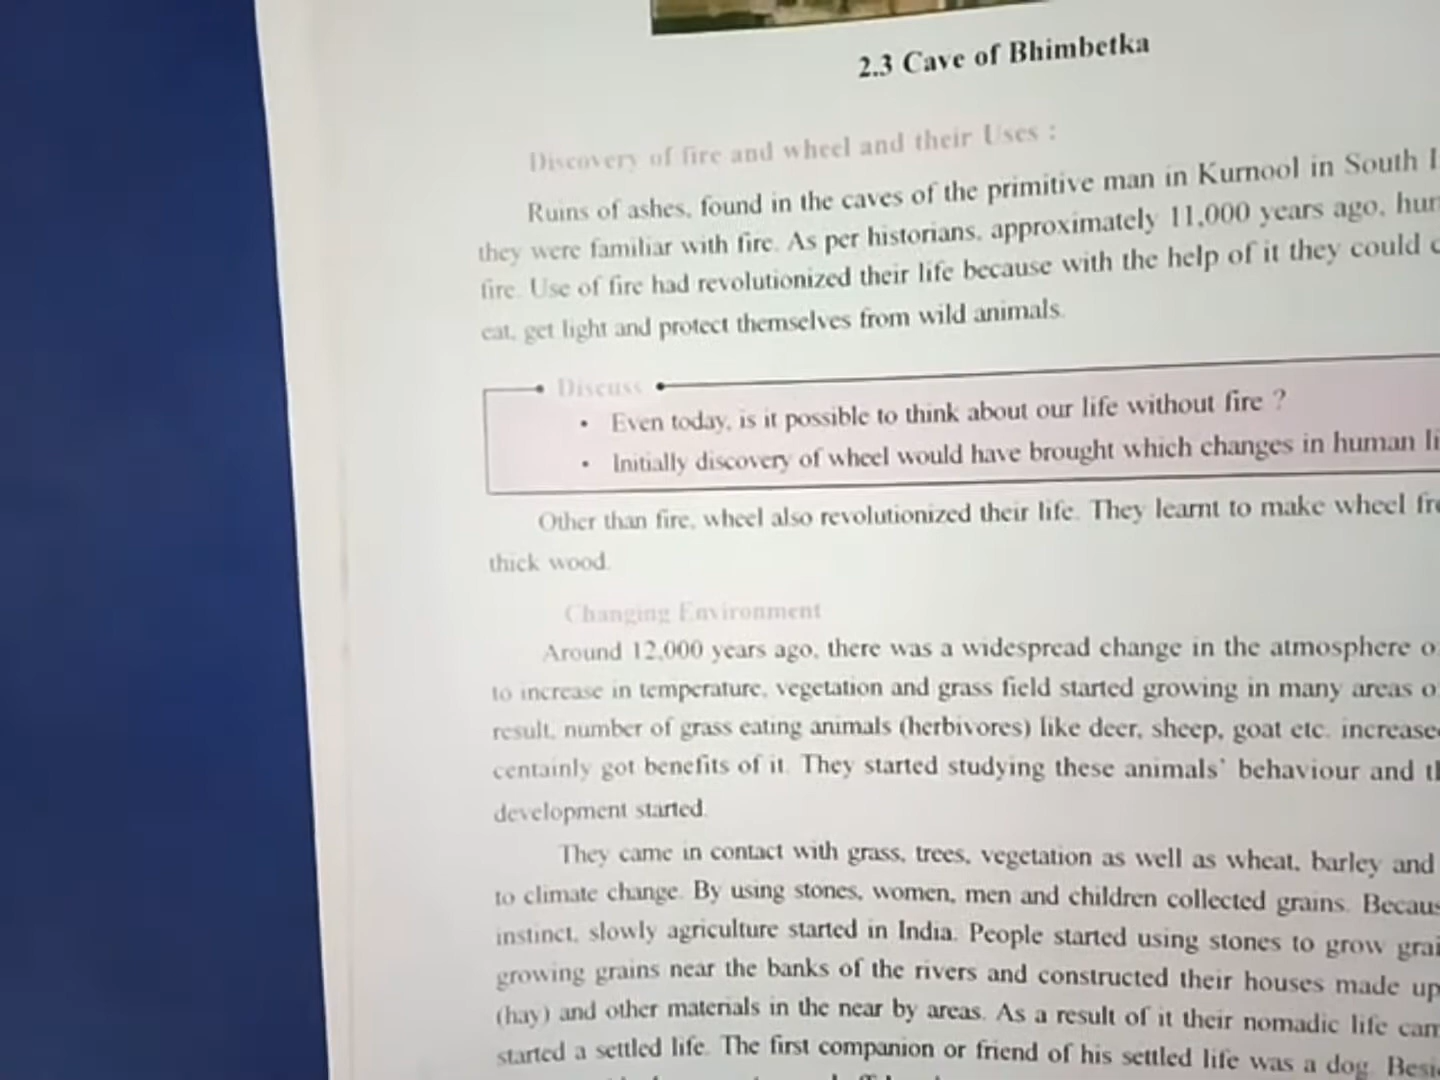 2.3 Cave of Bhimbetka
Discovery of fire and wheel and their Uses :
Ruins of ashes, found in the caves of the primitive man in Kurnool in South
they were familiar with fire. As per historians, approximately 11,000 years ago,
fire. Use of fire had revolutionized their life because with the help of it they could
eat, get light and protect themselves from wild animals.
Discuss
• Even today, is it possible to think about our life without fire ?
• Initially discovery of wheel would have brought which changes in human
Other than fire, wheel also revolutionized their life. They learnt to make wheel
thick wood.
Changing Environment
Around 12,000 years ago, there was a widespread change in the atmosphere
to increase in temperature, vegetation and grass field started growing in many areas
result, number of grass eating animals (herbivores) like deer, sheep, goat etc.
centainly got benefits of it. They started studying these animals' behaviour and
development started.
They came in contact with grass, trees, vegetation as well as wheat, barley and
to climate change. By using stones, women, men and children collected grains.
instinct, slowly agriculture started in India. People started using stones to grow
growing grains near the banks of the rivers and constructed their houses made up
(hay) and other materials in the near by areas. As a result of it their nomadic life
started a settled life. The first companion or friend of his settled life was a dog.